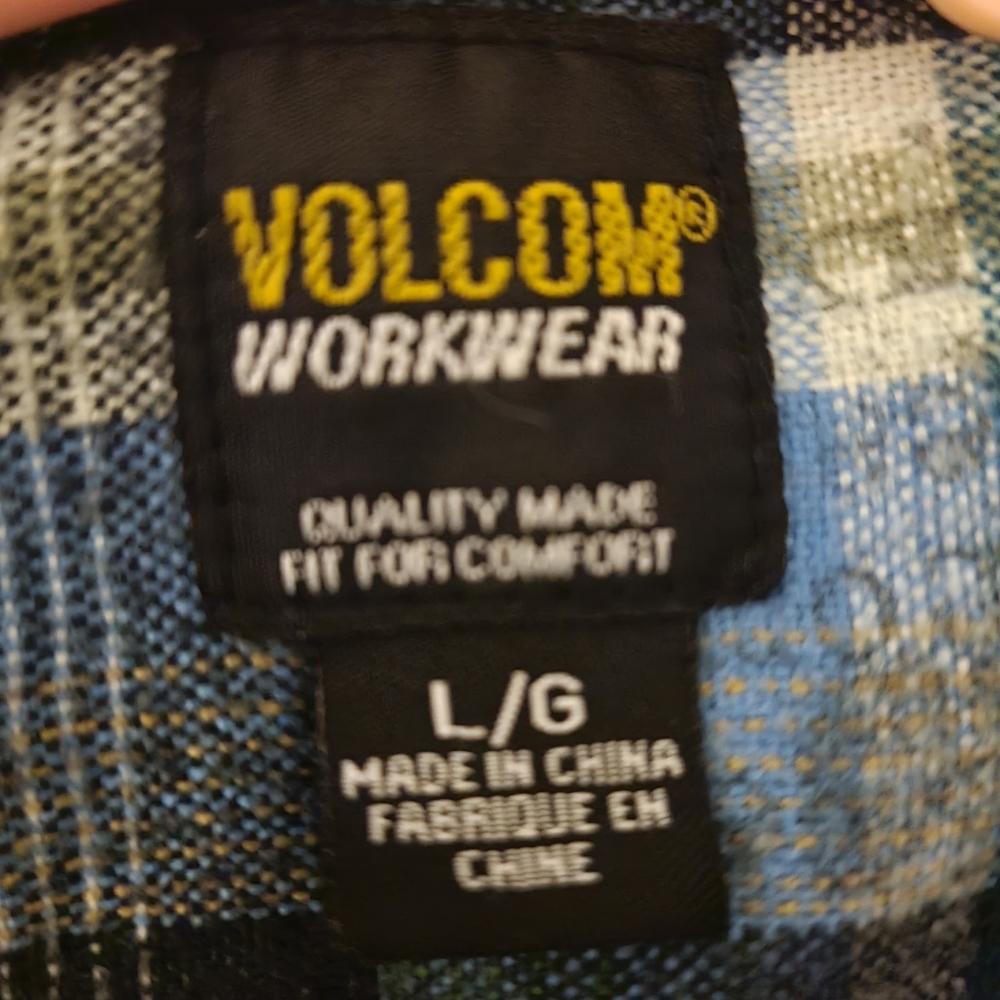 VOLCOM®
WORKWEAR
QUALITY MADE
FIT FOR COMFORT
L/G
MADE IN CHINA
FABRIQUE EN
CHINE